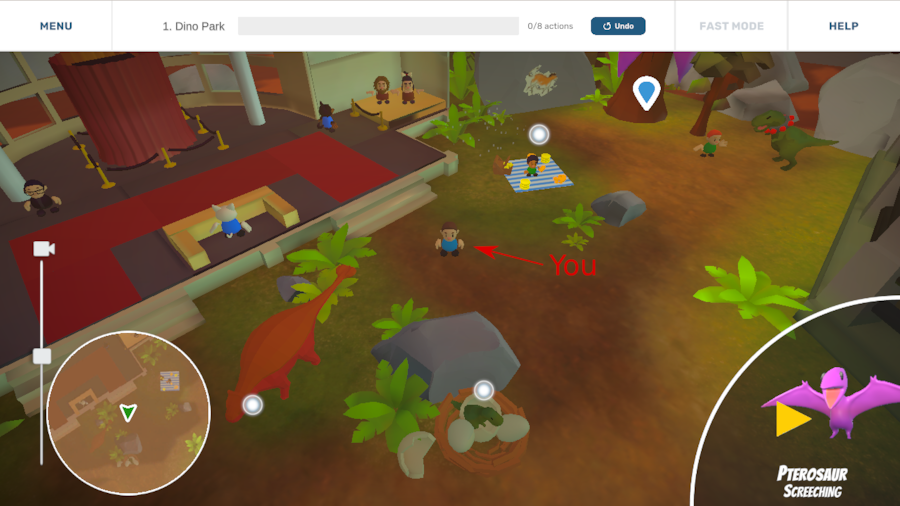 MENU
1. Dino Park
0/8 actions
Undo
FAST MODE
HELP
You
Pterosaur
Screeching